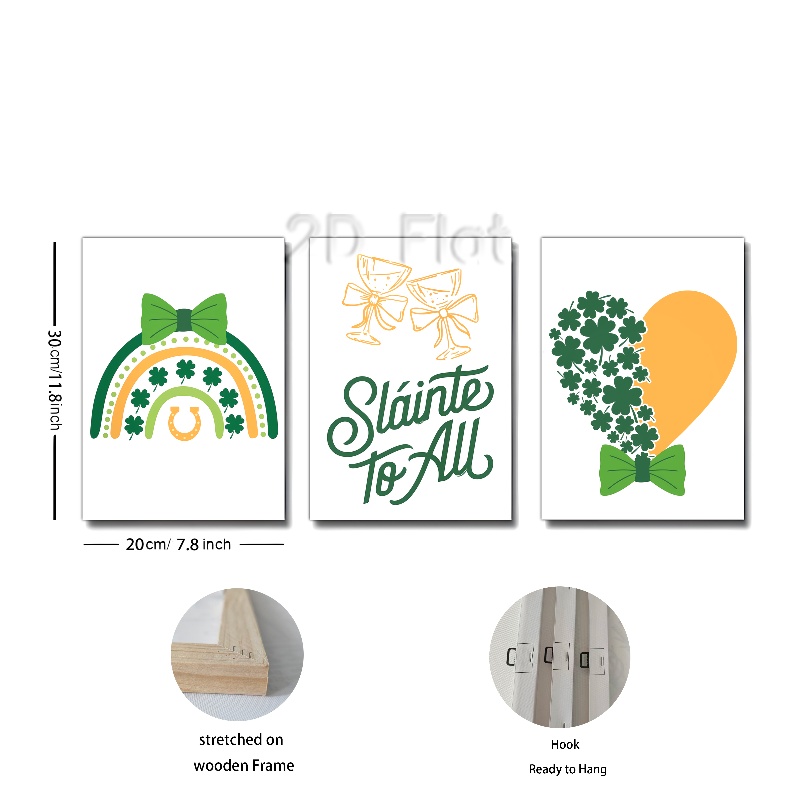 2D Flat
Sláinte
to All
30cm/11.8inch
20cm/ 7.8 inch
stretched on
wooden Frame
Hook
Ready to Hang